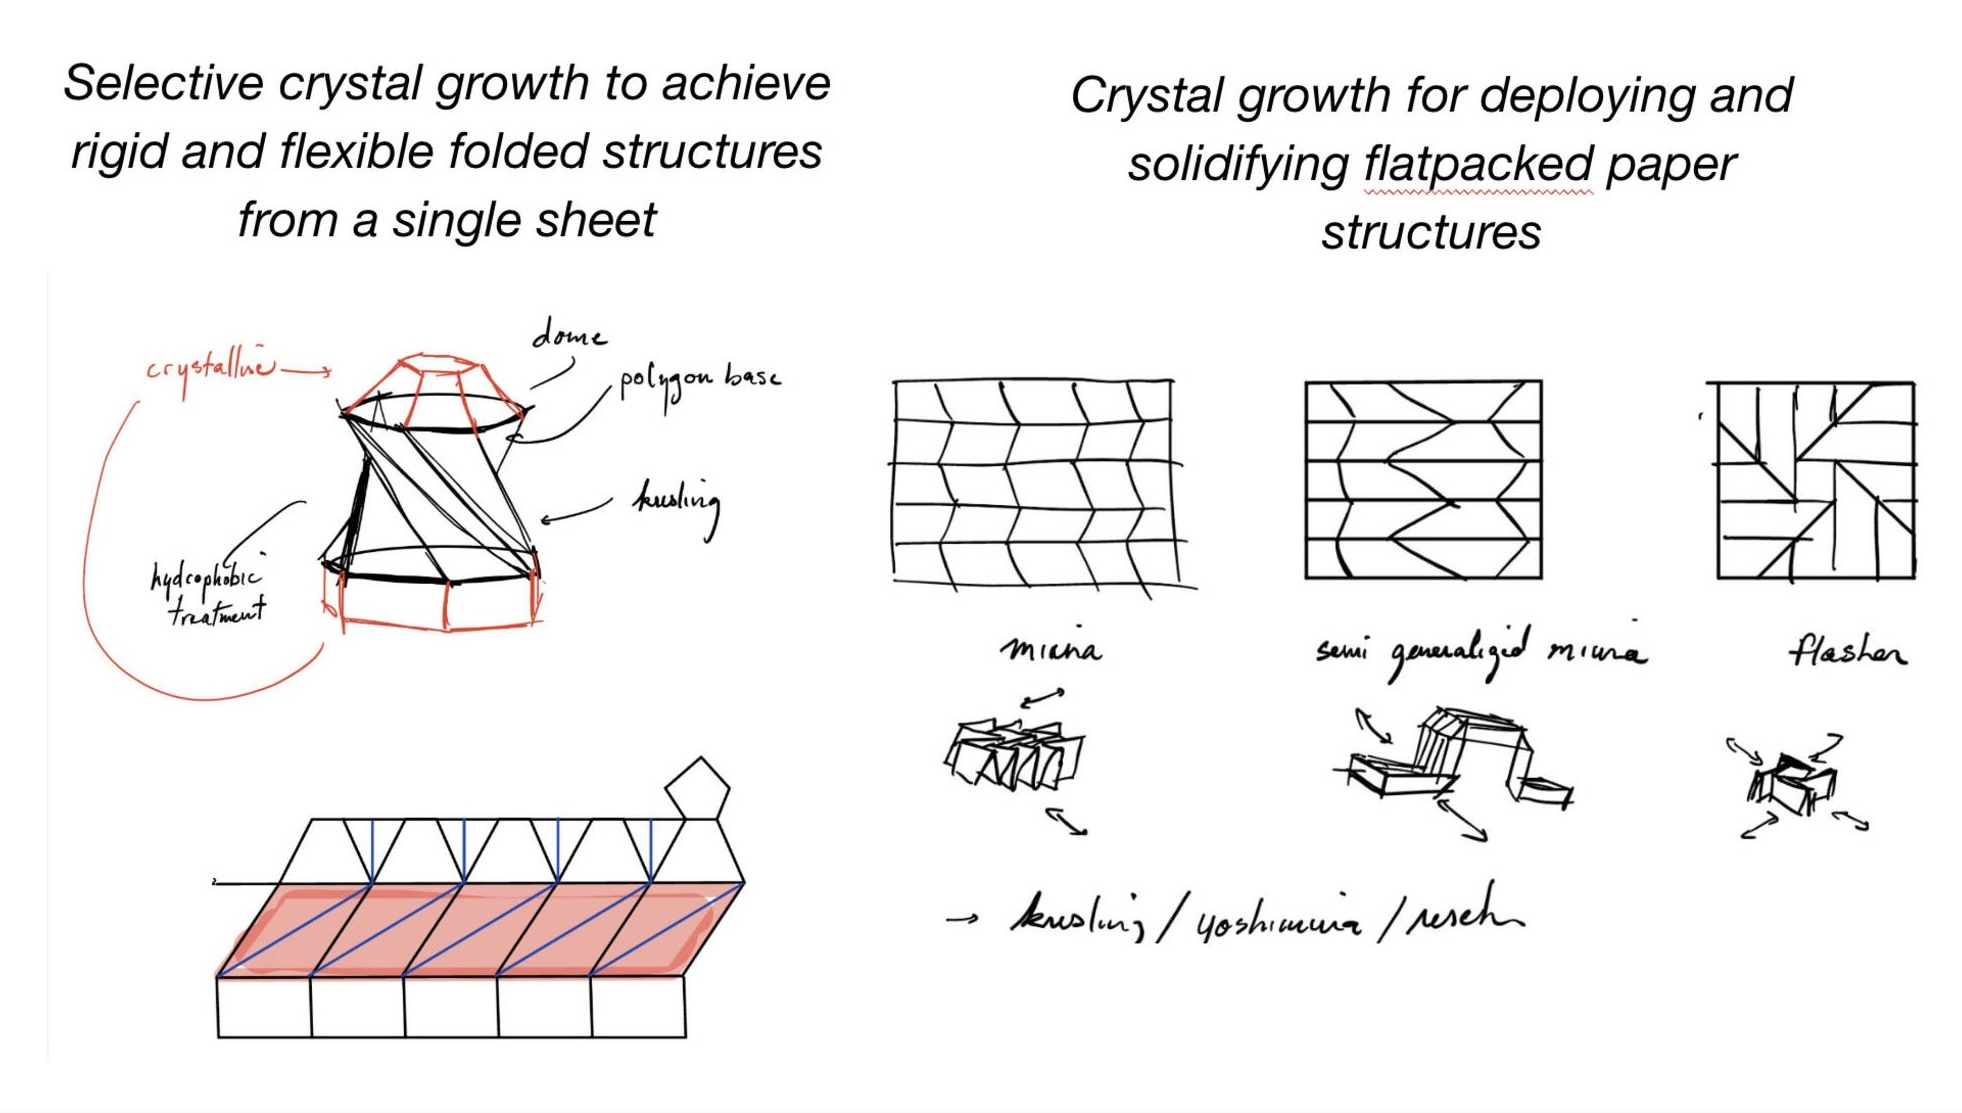 Selective crystal growth to achieve
rigid and flexible folded structures
from a single sheet
Crystal growth for deploying and
solidifying flatpacked paper
structures
crystalline
dome
polygon base
kresling
hydrophobic
treatment
miura
semi generaligid miura
flasher
→ kresling / yoshimura / resch